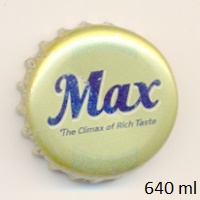 Max
The Climax of Rich Taste
640 ml